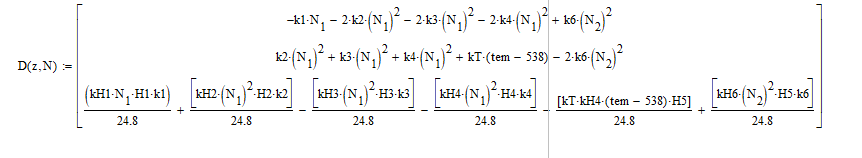 −k1·N₁ − 2·k2·(N₁)² − 2·k3·(N₁)² − 2·k4·(N₁)² + k6·(N₂)²
k2·(N₁)² + k3·(N₁)² + k4·(N₁)² + kT·(tem − 538) − 2·k6·(N₂)²
D(z,N) :=
(kH1·N₁·H1·k1) [kH2·(N₁)²·H2·k2] [kH3·(N₁)²·H3·k3] [kH4·(N₁)²·H4·k4] [kT·kH4·(tem − 538)·H5] [kH6·(N₂)²·H5·k6]
+ − − − +
24.8 24.8 24.8 24.8 24.8 24.8